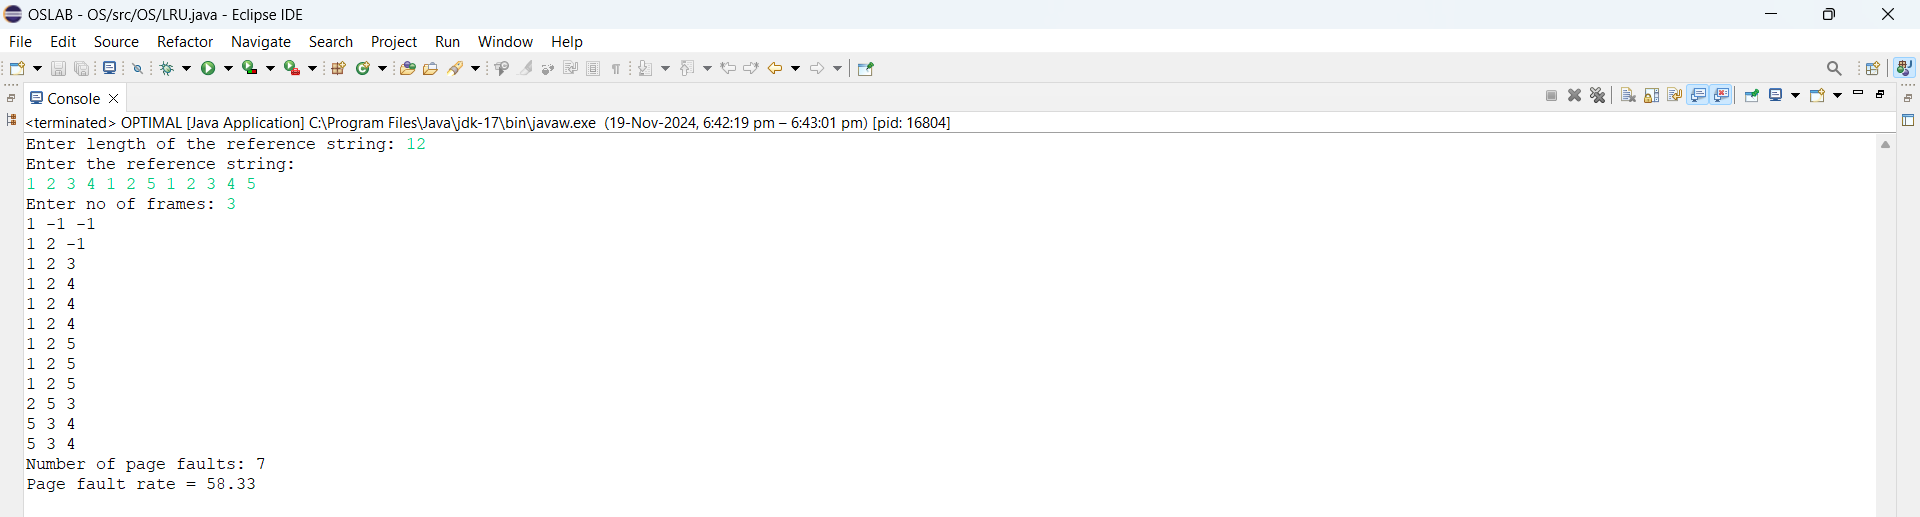 OSLAB - OS/src/OS/LRU.java - Eclipse IDE
File Edit Source Refactor Navigate Search Project Run Window Help
Console
<terminated> OPTIMAL [Java Application] C:\Program Files\Java\jdk-17\bin\javaw.exe (19-Nov-2024, 6:42:19 pm – 6:43:01 pm) [pid: 16804]
Enter length of the reference string: 12
Enter the reference string:
1 2 3 4 1 2 5 1 2 3 4 5
Enter no of frames: 3
1 -1 -1
1 2 -1
1 2 3
1 2 4
1 2 4
1 2 4
1 2 5
1 2 5
1 2 5
2 5 3
5 3 4
5 3 4
Number of page faults: 7
Page fault rate = 58.33